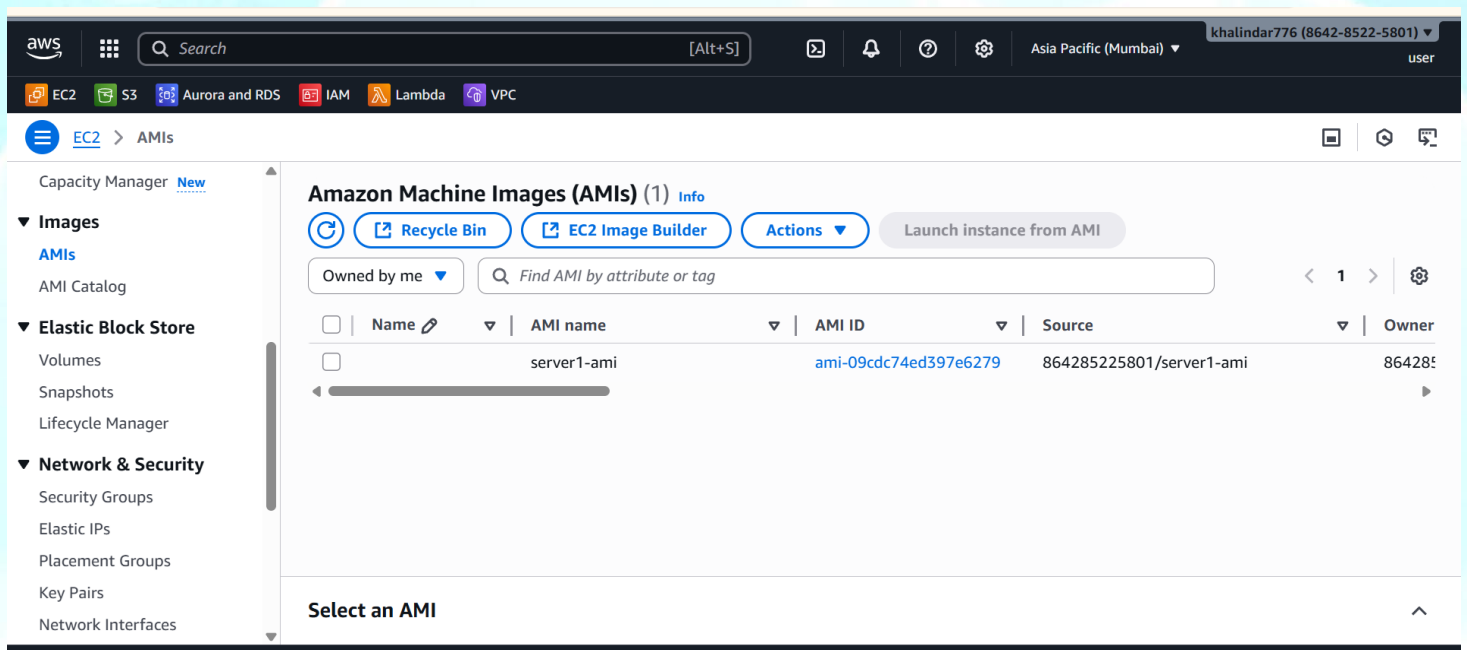 aws
Search [Alt+S]
Asia Pacific (Mumbai)
khalindar776 (8642-8522-5801)
user
EC2 S3 Aurora and RDS IAM Lambda VPC
EC2 > AMIs
Capacity Manager New
Images
AMIs
AMI Catalog
Elastic Block Store
Volumes
Snapshots
Lifecycle Manager
Network & Security
Security Groups
Elastic IPs
Placement Groups
Key Pairs
Network Interfaces
Amazon Machine Images (AMIs) (1) Info
Recycle Bin EC2 Image Builder Actions Launch instance from AMI
Owned by me Find AMI by attribute or tag 1
Name AMI name AMI ID Source Owner
server1-ami ami-09cdc74ed397e6279 864285225801/server1-ami 86428
Select an AMI